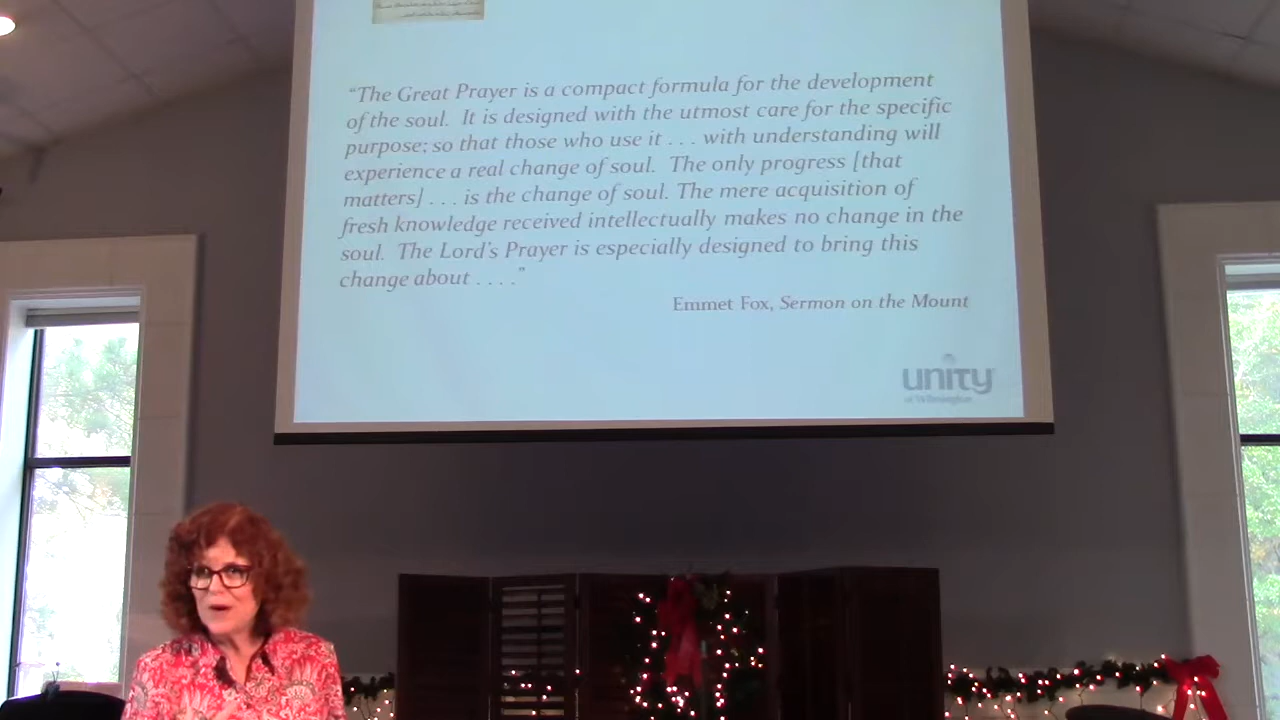 “The Great Prayer is a compact formula for the development
of the soul. It is designed with the utmost care for the specific
purpose; so that those who use it . . . with understanding will
experience a real change of soul. The only progress [that
matters] . . . is the change of soul. The mere acquisition of
fresh knowledge received intellectually makes no change in the
soul. The Lord’s Prayer is especially designed to bring this
change about . . . .”
Emmet Fox, Sermon on the Mount
unity